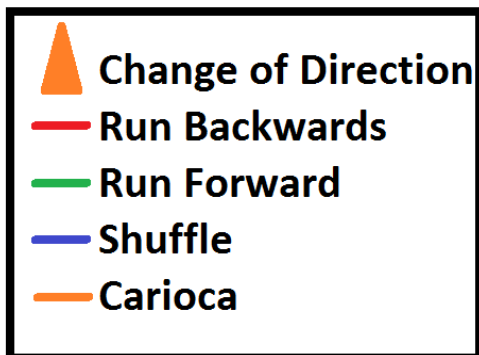 Change of Direction
Run Backwards
Run Forward
Shuffle
Carioca